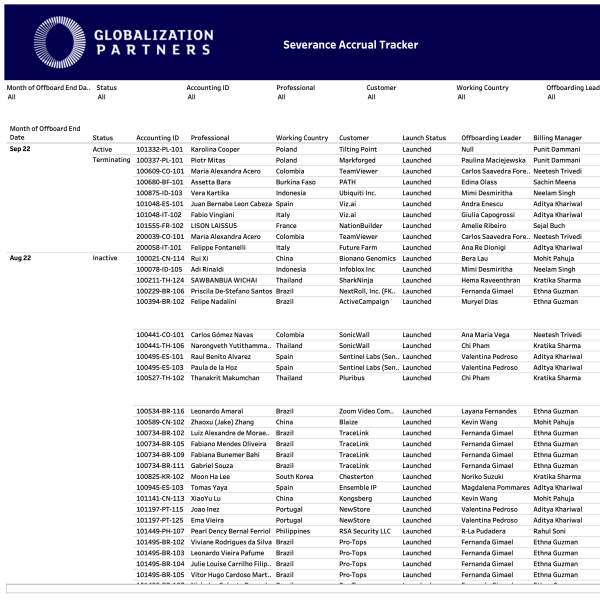 GLOBALIZATION
PARTNERS
Severance Accrual Tracker
Month of Offboard End Da.. Status Accounting ID Professional Customer Working Country Offboarding Lead
All All All All All All All
Month of Offboard End
Date Status Accounting ID Professional Working Country Customer Launch Status Offboarding Leader Billing Manager
Sep 22 Active 101332-PL-101 Karolina Cooper Poland Tilting Point Launched Null Punit Dammani
Terminating 100337-PL-101 Piotr Mitas Poland Markforged Launched Paulina Maciejewska Punit Dammani
100609-CO-101 Maria Alexandra Acero Colombia TeamViewer Launched Carlos Saavedra Fore.. Neetesh Trivedi
100680-BF-101 Assetta Bara Burkina Faso PATH Launched Edina Olass Sachin Meena
100875-ID-103 Vera Kartika Indonesia Ubiquiti Inc. Launched Mimi Desmiritha Neelam Singh
101048-ES-101 Juan Bernabe Leon Cabeza Spain Viz.ai Launched Andra Enescu Aditya Khariwal
101048-IT-102 Fabio Vingiani Italy Viz.ai Launched Giulia Capogrossi Aditya Khariwal
101555-FR-102 LISON LAISSUS France NationBuilder Launched Amelie Ribeiro Sejal Buch
200039-CO-101 Maria Alexandra Acero Colombia TeamViewer Launched Carlos Saavedra Fore.. Neetesh Trivedi
200058-IT-101 Felippe Fontanelli Italy Future Farm Launched Ana Re Dionigi Aditya Khariwal
Aug 22 Inactive 100021-CN-114 Rui Xi China Bionano Genomics Launched Bera Lau Mohit Pahuja
100078-ID-105 Adi Rinaldi Indonesia Infoblox Inc Launched Mimi Desmiritha Neelam Singh
100211-TH-124 SAWBANBUA WICHAI Thailand SharkNinja Launched Hema Raveenthran Kratika Sharma
100229-BR-106 Priscila De-Stefano Santos Brazil NextRoll, Inc. (FK.. Launched Fernanda Gimael Ethna Guzman
100394-BR-102 Felipe Nadalini Brazil ActiveCampaign Launched Muryel Dias Ethna Guzman
100441-CO-101 Carlos Gómez Navas Colombia SonicWall Launched Ana Maria Vega Neetesh Trivedi
100441-TH-106 Narongveth Yutithamma.. Thailand SonicWall Launched Chi Pham Kratika Sharma
100495-ES-101 Raul Benito Alvarez Spain Sentinel Labs (Sen.. Launched Valentina Pedroso Aditya Khariwal
100495-ES-103 Paula de la Hoz Spain Sentinel Labs (Sen.. Launched Valentina Pedroso Aditya Khariwal
100527-TH-102 Thanakrit Makumchan Thailand Pluribus Launched Chi Pham Kratika Sharma
100534-BR-116 Leonardo Amaral Brazil Zoom Video Com.. Launched Layana Fernandes Ethna Guzman
100589-CN-102 Zhaoxu (Jake) Zhang China Blaize Launched Kevin Wang Mohit Pahuja
100734-BR-102 Luiz Alexandre de Morae.. Brazil TraceLink Launched Fernanda Gimael Ethna Guzman
100734-BR-105 Fabiano Mendes Oliveira Brazil TraceLink Launched Fernanda Gimael Ethna Guzman
100734-BR-109 Fabiana Bunemer Bahi Brazil TraceLink Launched Fernanda Gimael Ethna Guzman
100734-BR-111 Gabriel Souza Brazil TraceLink Launched Fernanda Gimael Ethna Guzman
100825-KR-102 Moon Ha Lee South Korea Chesterton Launched Noriko Suzuki Kratika Sharma
100945-ES-103 Tomas Yaya Spain Ensemble IP Launched Magdalena Pommares Aditya Khariwal
101141-CN-113 XiaoYu Lu China Kongsberg Launched Kevin Wang Mohit Pahuja
101197-PT-115 Joao Inez Portugal NewStore Launched Valentina Pedroso Aditya Khariwal
101197-PT-125 Ema Vieira Portugal NewStore Launched Valentina Pedroso Aditya Khariwal
101449-PH-107 Pearl Dency Bernal Ferriol Philippines RSA Security LLC Launched R-La Pudadera Rahul Soni
101495-BR-102 Viviane Rodrigues da Silva Brazil Pro-Tops Launched Fernanda Gimael Ethna Guzman
101495-BR-103 Leonardo Vieira Pafume Brazil Pro-Tops Launched Fernanda Gimael Ethna Guzman
101495-BR-104 Julie Louise Carrilho Filip.. Brazil Pro-Tops Launched Fernanda Gimael Ethna Guzman
101495-BR-105 Vitor Hugo Cardoso Mart.. Brazil Pro-Tops Launched Fernanda Gimael Ethna Guzman